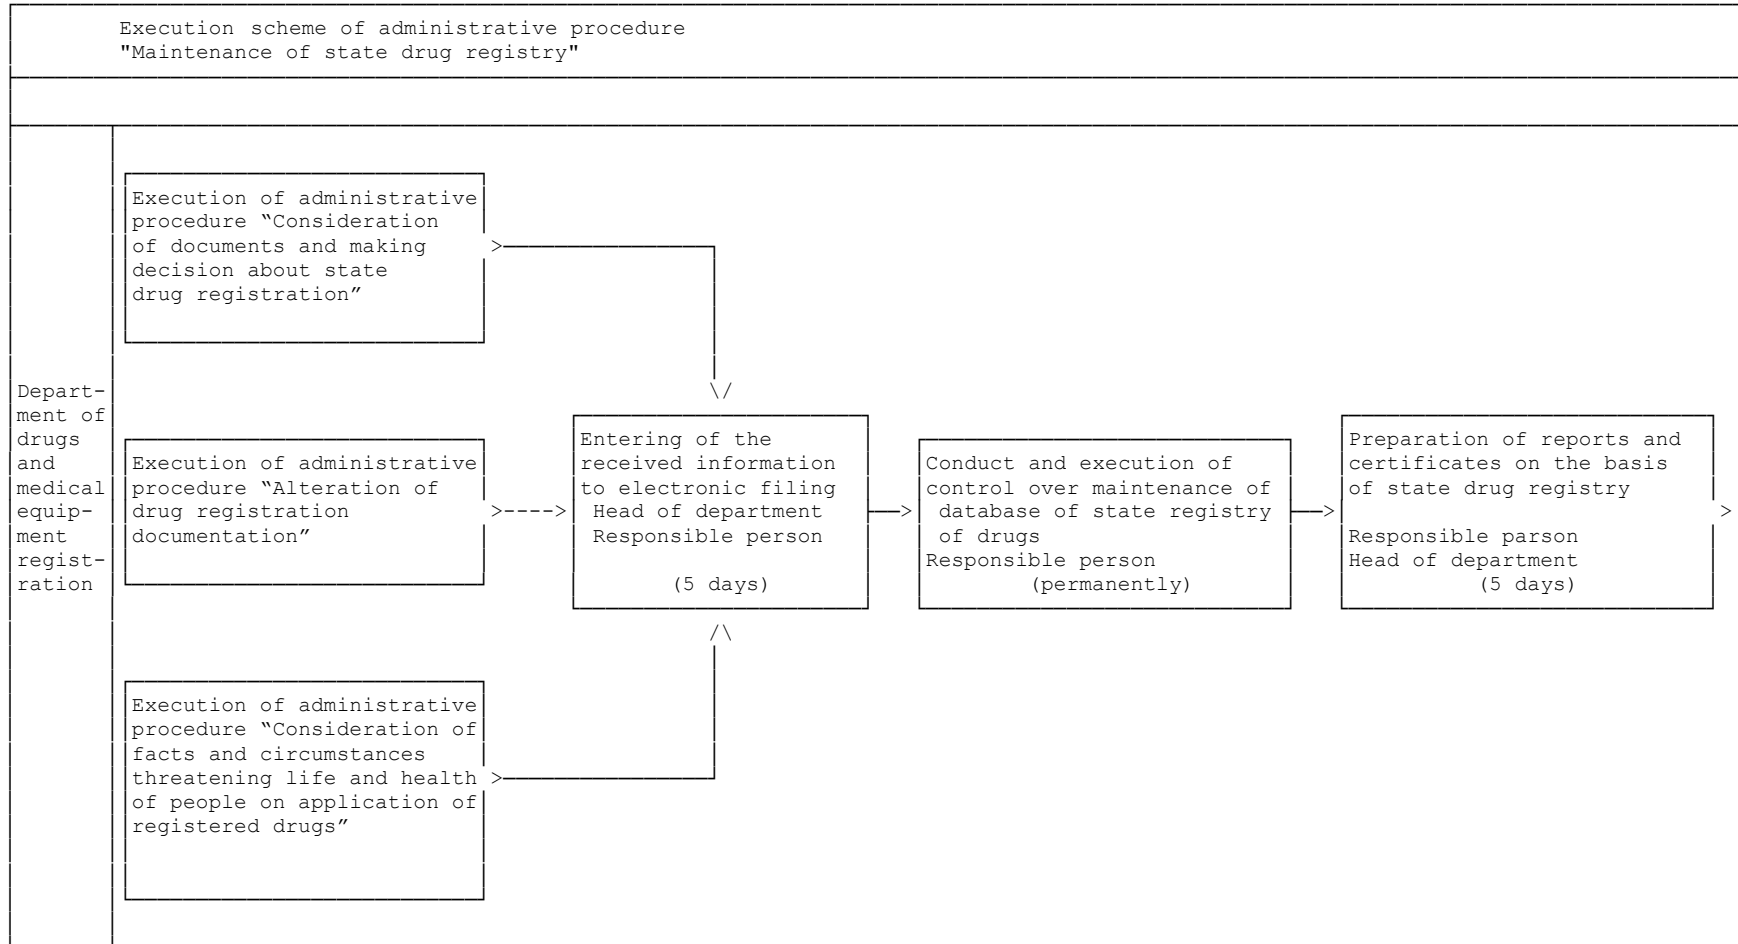 Execution scheme of administrative procedure
"Maintenance of state drug registry"
Execution of administrative
procedure “Consideration
of documents and making
decision about state
drug registration”
Depart-
ment of
drugs
and
medical
equip-
ment
regist-
ration
Execution of administrative
procedure “Alteration of
drug registration
documentation”
Execution of administrative
procedure “Consideration of
facts and circumstances
threatening life and health
of people on application of
registered drugs”
Entering of the
received information
to electronic filing
Head of department
Responsible person
(5 days)
Conduct and execution of
control over maintenance of
database of state registry
of drugs
Responsible person
(permanently)
Preparation of reports and
certificates on the basis
of state drug registry
Responsible parson
Head of department
(5 days)